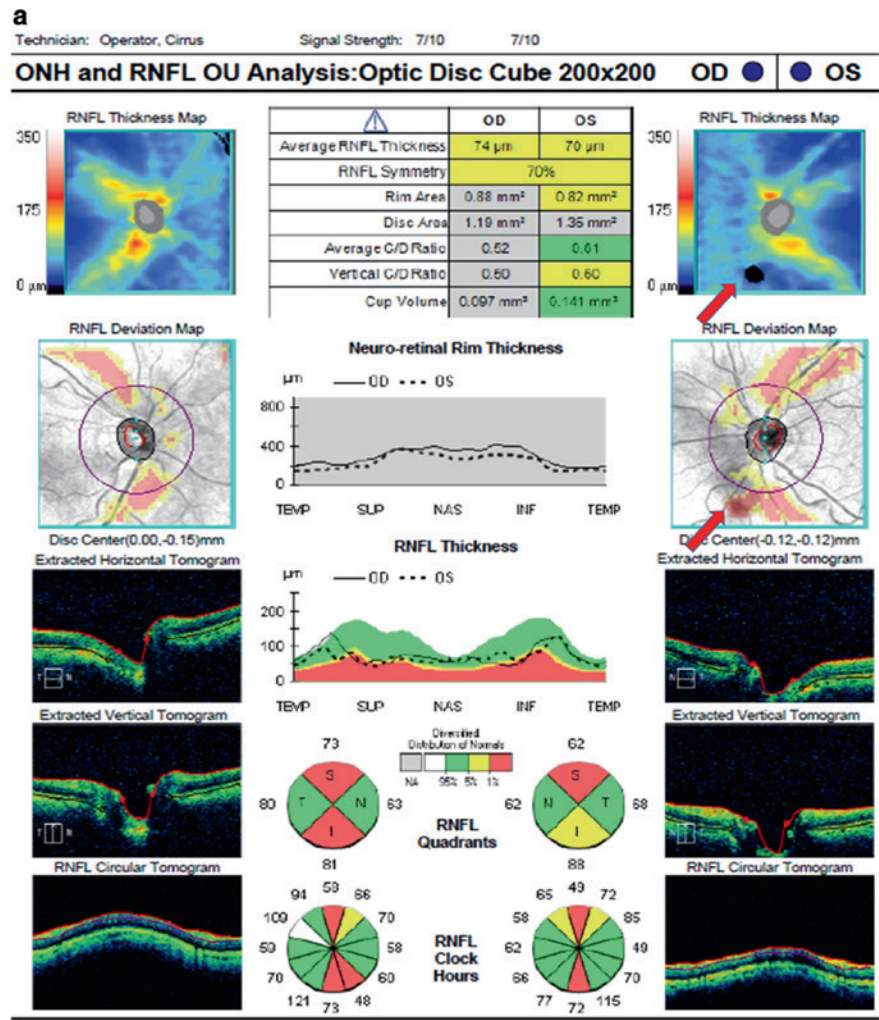 a
Technician: Operator, Cirrus Signal Strength: 7/10 7/10
ONH and RNFL OU Analysis:Optic Disc Cube 200x200 OD OS
RNFL Thickness Map
350
175
0 µm
OD OS
Average RNFL Thickness 74 µm 70 µm
RNFL Symmetry 70%
Rim Area 0.88 mm² 0.82 mm²
Disc Area 1.19 mm² 1.35 mm²
Average C/D Ratio 0.52 0.61
Vertical C/D Ratio 0.50 0.60
Cup Volume 0.097 mm³ 0.141 mm³
RNFL Thickness Map
350
175
0 µm
RNFL Deviation Map
Disc Center(0.00,-0.15)mm
Neuro-retinal Rim Thickness
µm OD OS
800
400
0
TEMP SUP NAS INF TEMP
RNFL Deviation Map
Disc Center(-0.12,-0.12)mm
Extracted Horizontal Tomogram
T N
RNFL Thickness
µm OD OS
200
100
0
TEMP SUP NAS INF TEMP
Extracted Horizontal Tomogram
N T
Extracted Vertical Tomogram
T N
Diversified
Distribution of Normals
NA 95% 5% 1%
73
80 S T N I 63
81
RNFL
Quadrants
62
62 S N T I 68
88
Extracted Vertical Tomogram
N T
RNFL Circular Tomogram
58
94 66
109 70
59 58
70 60
121 48
73
RNFL
Clock
Hours
49
65 72
58 85
62 49
66 70
77 115
72
RNFL Circular Tomogram